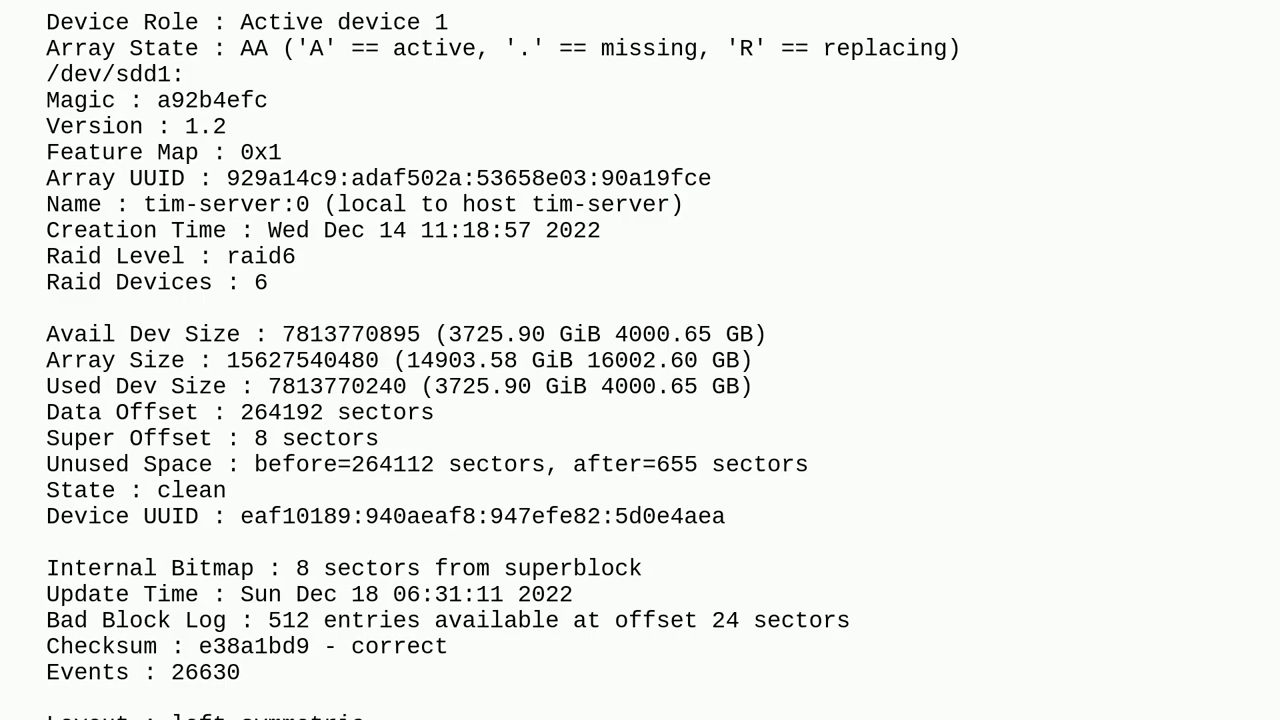 Device Role : Active device 1
Array State : AA ('A' == active, '.' == missing, 'R' == replacing)
/dev/sdd1:
Magic : a92b4efc
Version : 1.2
Feature Map : 0x1
Array UUID : 929a14c9:adaf502a:53658e03:90a19fce
Name : tim-server:0 (local to host tim-server)
Creation Time : Wed Dec 14 11:18:57 2022
Raid Level : raid6
Raid Devices : 6
Avail Dev Size : 7813770895 (3725.90 GiB 4000.65 GB)
Array Size : 15627540480 (14903.58 GiB 16002.60 GB)
Used Dev Size : 7813770240 (3725.90 GiB 4000.65 GB)
Data Offset : 264192 sectors
Super Offset : 8 sectors
Unused Space : before=264112 sectors, after=655 sectors
State : clean
Device UUID : eaf10189:940aeaf8:947efe82:5d0e4aea
Internal Bitmap : 8 sectors from superblock
Update Time : Sun Dec 18 06:31:11 2022
Bad Block Log : 512 entries available at offset 24 sectors
Checksum : e38a1bd9 - correct
Events : 26630